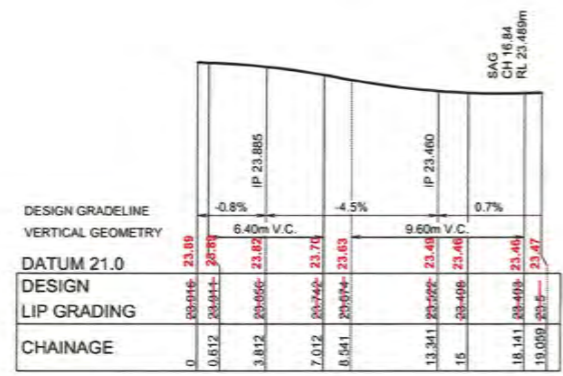 SAG
CH 16.84
RL 23.489m
IP 23.885
IP 23.460
DESIGN GRADELINE -0.8% -4.5% 0.7%
VERTICAL GEOMETRY 6.40m V.C. 9.60m V.C.
DATUM 21.0 23.89 23.89 23.82 23.70 23.63 23.49 23.46 23.46 23.47
DESIGN
LIP GRADING 23.916 23.911 23.856 23.742 23.674 23.522 23.498 23.493 23.5
CHAINAGE 0 0.612 3.812 7.012 8.541 13.341 15 18.141 19.059